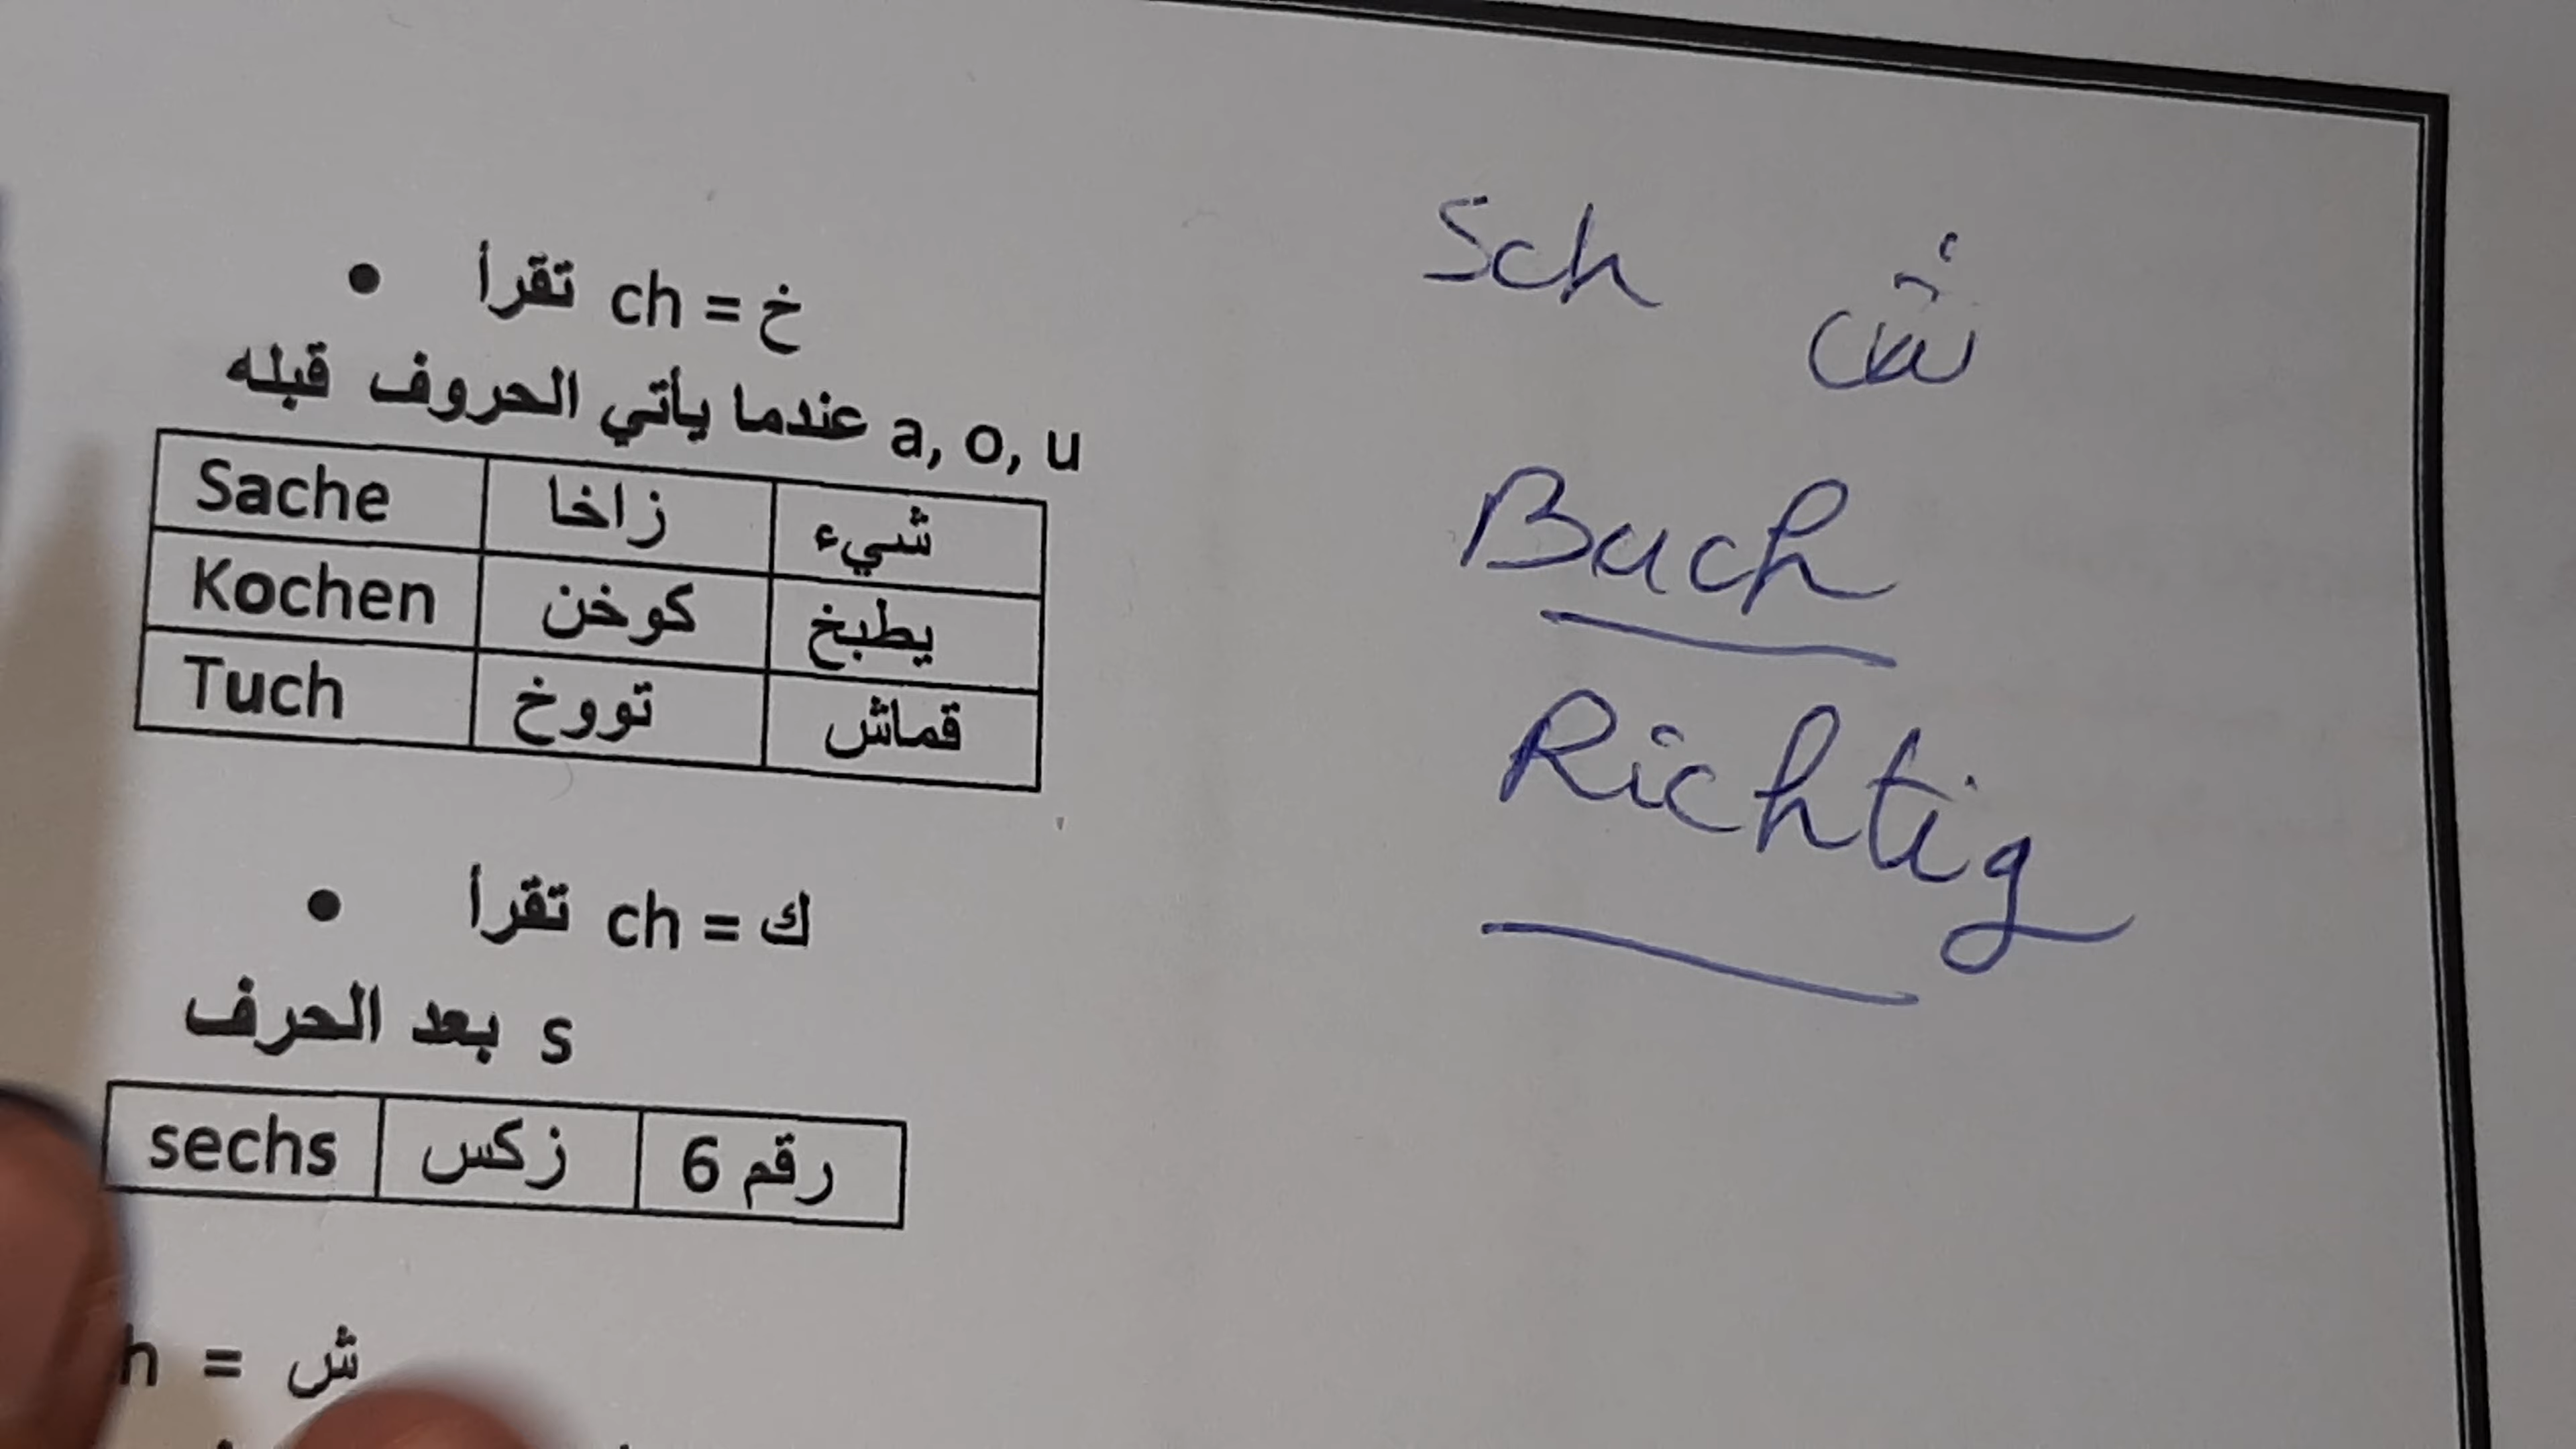 • تقرأ ch = خ
عندما يأتي الحروف قبله a, o, u
Sache زاخا شيء
Kochen كوخن يطبخ
Tuch تووخ قماش
• تقرأ ch = ك
s بعد الحرف
sechs زكس رقم 6
h = ش
Sch ش
Buch
Richtig